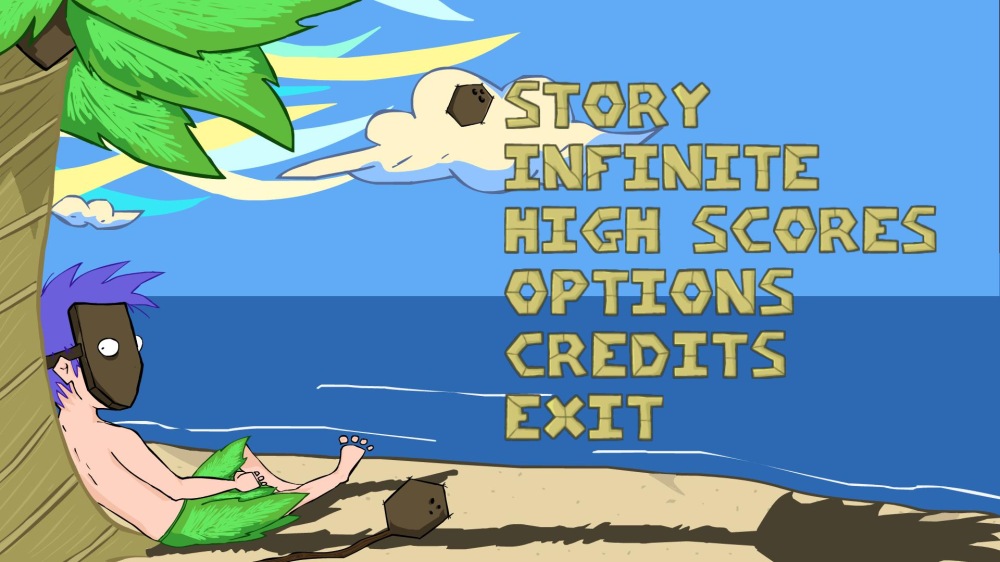 STORY
INFINITE
HIGH SCORES
OPTIONS
CREDITS
EXIT